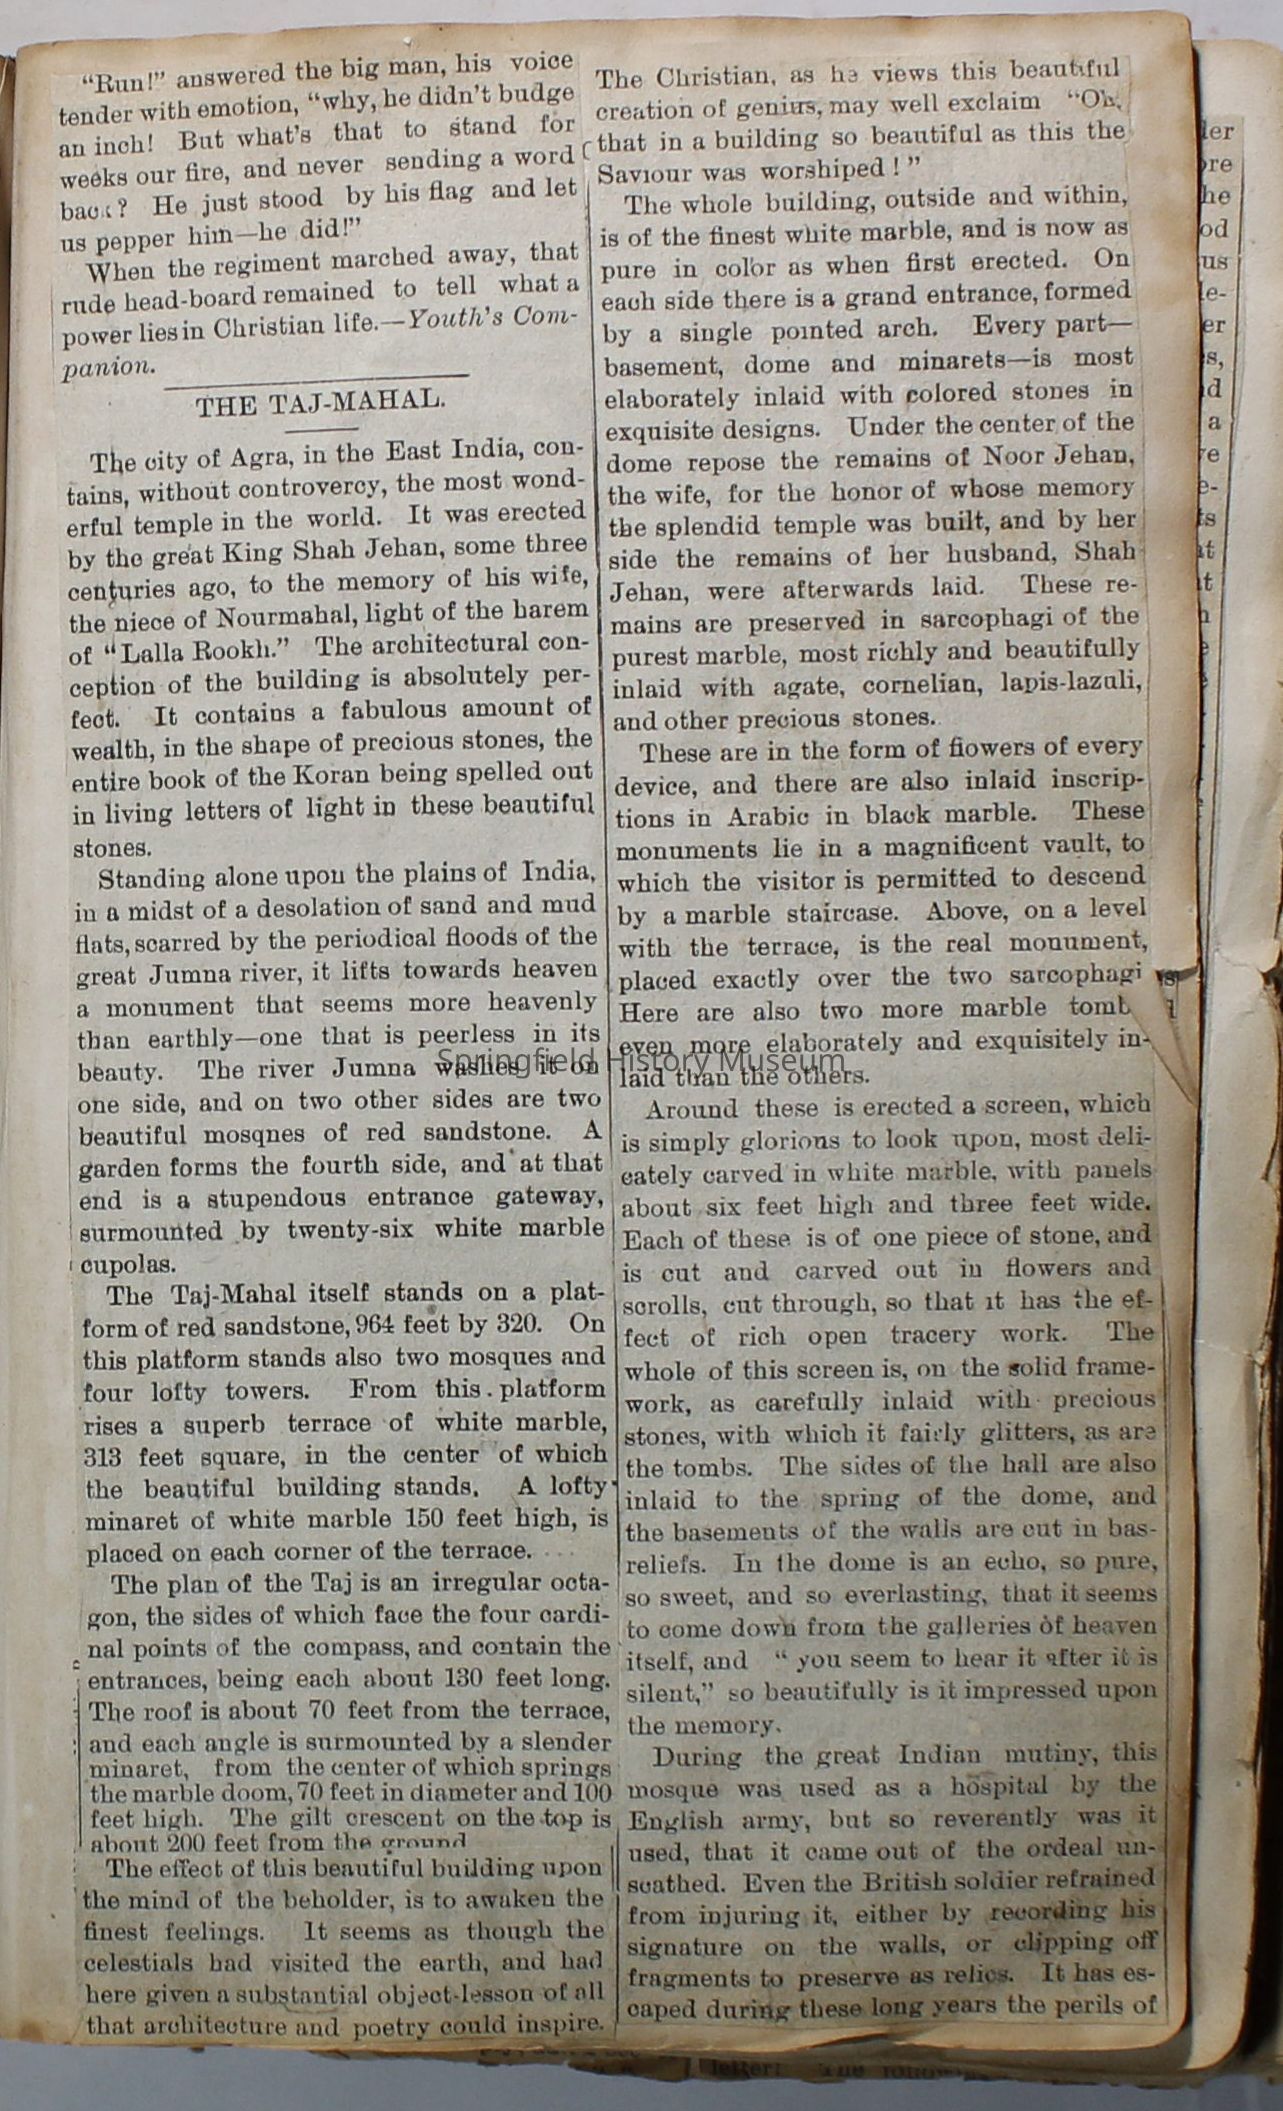 “Run!” answered the big man, his voice
tender with emotion, “why, he didn't budge
an inch! But what's that to stand for
weeks our fire, and never sending a word
back? He just stood by his flag and let
us pepper him—he did!”
When the regiment marched away, that
rude head-board remained to tell what a
power lies in Christian life.—Youth's Com-
panion.
THE TAJ-MAHAL.
The city of Agra, in the East India, con-
tains, without controvercy, the most wond-
erful temple in the world. It was erected
by the great King Shah Jehan, some three
centuries ago, to the memory of his wife,
the niece of Nourmahal, light of the harem
of “Lalla Rookh.” The architectural con-
ception of the building is absolutely per-
fect. It contains a fabulous amount of
wealth, in the shape of precious stones, the
entire book of the Koran being spelled out
in living letters of light in these beautiful
stones.
Standing alone upon the plains of India,
in a midst of a desolation of sand and mud
flats, scarred by the periodical floods of the
great Jumna river, it lifts towards heaven
a monument that seems more heavenly
than earthly—one that is peerless in its
beauty. The river Jumna washes it on
one side, and on two other sides are two
beautiful mosqnes of red sandstone. A
garden forms the fourth side, and at that
end is a stupendous entrance gateway,
surmounted by twenty-six white marble
cupolas.
The Taj-Mahal itself stands on a plat-
form of red sandstone, 964 feet by 320. On
this platform stands also two mosques and
four lofty towers. From this platform
rises a superb terrace of white marble,
313 feet square, in the center of which
the beautiful building stands. A lofty
minaret of white marble 150 feet high, is
placed on each corner of the terrace.
The plan of the Taj is an irregular octa-
gon, the sides of which face the four cardi-
nal points of the compass, and contain the
entrances, being each about 130 feet long.
The roof is about 70 feet from the terrace,
and each angle is surmounted by a slender
minaret, from the center of which springs
the marble doom, 70 feet in diameter and 100
feet high. The gilt crescent on the top is
about 200 feet from the ground
The effect of this beautiful building upon
the mind of the beholder, is to awaken the
finest feelings. It seems as though the
celestials had visited the earth, and had
here given a substantial object-lesson of all
that architecture and poetry could inspire.
The Christian, as he views this beautiful
creation of genius, may well exclaim “Oh,
that in a building so beautiful as this the
Saviour was worshiped!”
The whole building, outside and within,
is of the finest white marble, and is now as
pure in color as when first erected. On
each side there is a grand entrance, formed
by a single pointed arch. Every part—
basement, dome and minarets—is most
elaborately inlaid with colored stones in
exquisite designs. Under the center of the
dome repose the remains of Noor Jehan,
the wife, for the honor of whose memory
the splendid temple was built, and by her
side the remains of her husband, Shah
Jehan, were afterwards laid. These re-
mains are preserved in sarcophagi of the
purest marble, most richly and beautifully
inlaid with agate, cornelian, lapis-lazuli,
and other precious stones.
These are in the form of flowers of every
device, and there are also inlaid inscrip-
tions in Arabic in black marble. These
monuments lie in a magnificent vault, to
which the visitor is permitted to descend
by a marble staircase. Above, on a level
with the terrace, is the real monument,
placed exactly over the two sarcophagi
Here are also two more marble tomb
even more elaborately and exquisitely in-
laid than the others.
Around these is erected a screen, which
is simply glorious to look upon, most deli-
cately carved in white marble, with panels
about six feet high and three feet wide.
Each of these is of one piece of stone, and
is cut and carved out in flowers and
scrolls, cut through, so that it has the ef-
fect of rich open tracery work. The
whole of this screen is, on the solid frame-
work, as carefully inlaid with precious
stones, with which it fairly glitters, as are
the tombs. The sides of the hall are also
inlaid to the spring of the dome, and
the basements of the walls are cut in bas-
reliefs. In the dome is an echo, so pure,
so sweet, and so everlasting, that it seems
to come down from the galleries of heaven
itself, and “you seem to hear it after it is
silent,” so beautifully is it impressed upon
the memory.
During the great Indian mutiny, this
mosque was used as a hospital by the
English army, but so reverently was it
used, that it came out of the ordeal un-
scathed. Even the British soldier refrained
from injuring it, either by recording his
signature on the walls, or clipping off
fragments to preserve as relics. It has es-
caped during these long years the perils of
Springfield History Museum